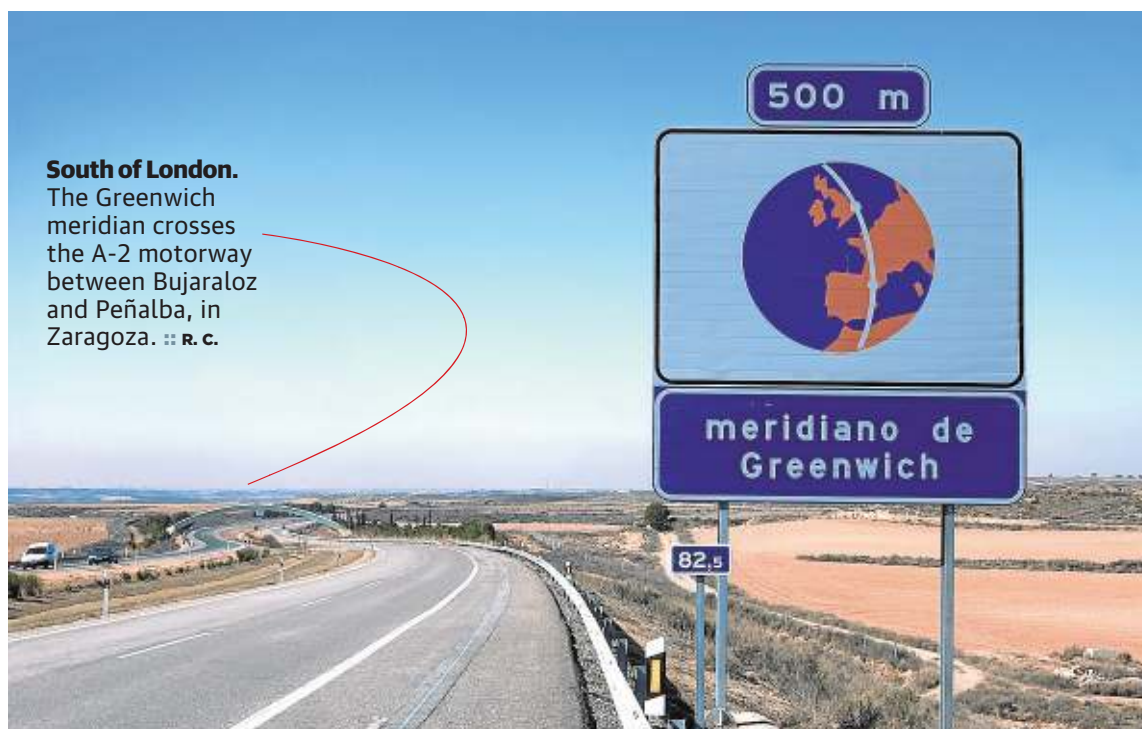 South of London.
The Greenwich
meridian crosses
the A-2 motorway
between Bujaraloz
and Peñalba, in
Zaragoza. :: R. C.
500 m
meridiano de
Greenwich
82,5